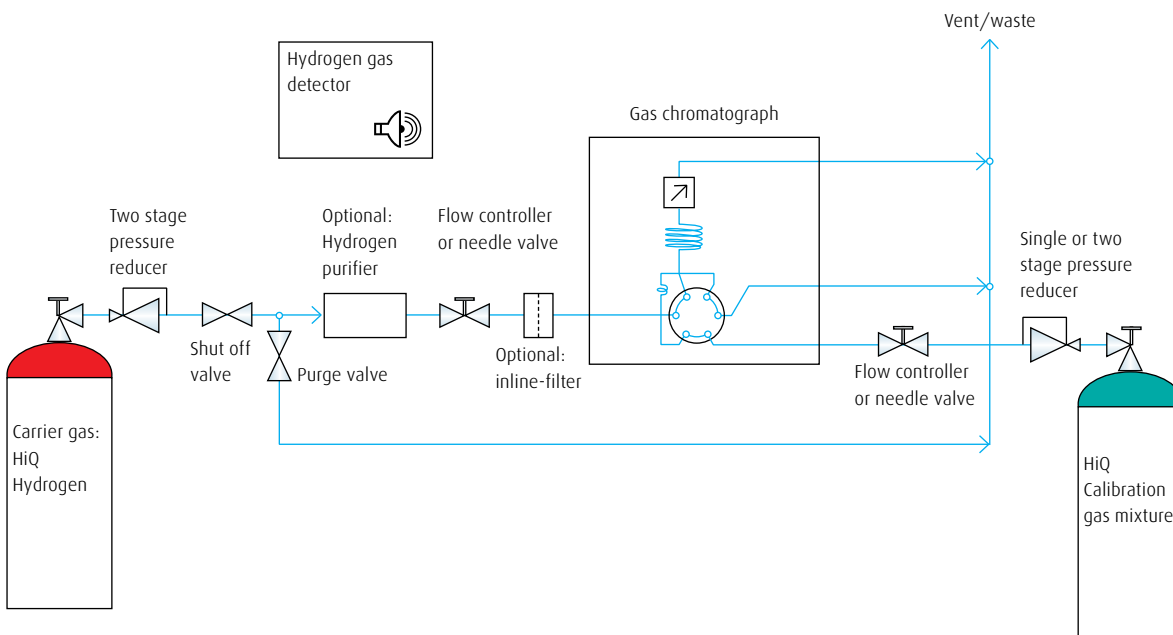 Vent/waste
Hydrogen gas
detector
Gas chromatograph
Two stage
pressure
reducer
Optional:
Hydrogen
purifier
Flow controller
or needle valve
Single or two
stage pressure
reducer
Shut off
valve
Purge valve
Optional:
inline-filter
Flow controller
or needle valve
Carrier gas:
HiQ
Hydrogen
HiQ
Calibration
gas mixture